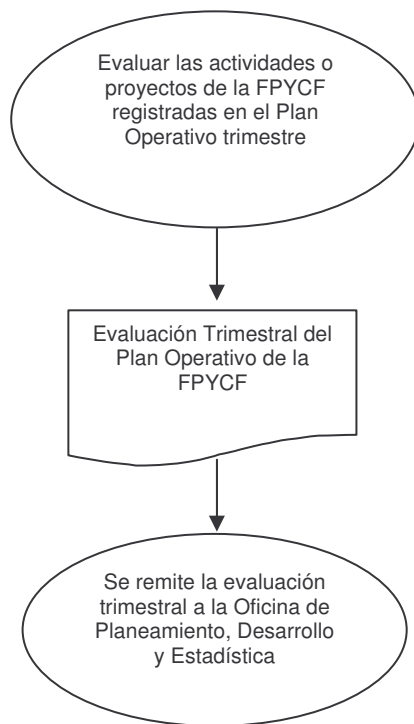 Evaluar las actividades o
proyectos de la FPYCF
registradas en el Plan
Operativo trimestre
Evaluación Trimestral del
Plan Operativo de la
FPYCF
Se remite la evaluación
trimestral a la Oficina de
Planeamiento, Desarrollo
y Estadística